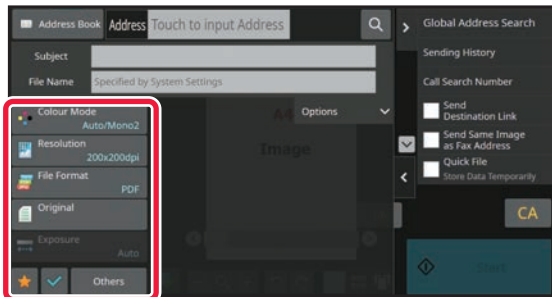 Address Book Address Touch to input Address
Subject
File Name Specified by System Settings
Colour Mode
Auto/Mono2
Resolution
200x200dpi
File Format
PDF
Original
Exposure
Auto
Others
Options
A4
Image
Global Address Search
Sending History
Call Search Number
Send
Destination Link
Send Same Image
as Fax Address
Quick File
Store Data Temporarily
CA
Start